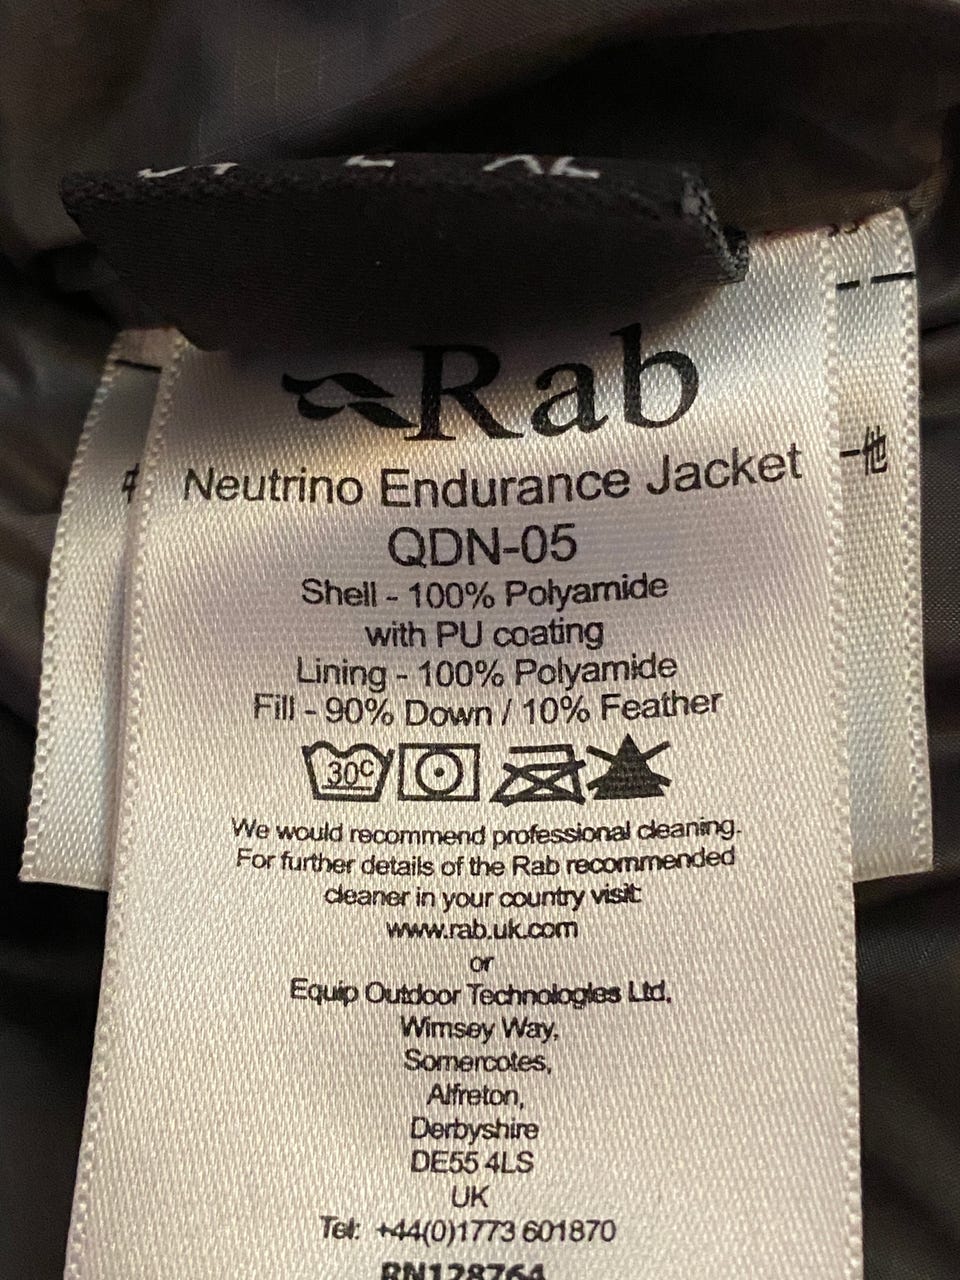 Rab
Neutrino Endurance Jacket
QDN-05
Shell - 100% Polyamide
with PU coating
Lining - 100% Polyamide
Fill - 90% Down / 10% Feather
30c
We would recommend professional cleaning.
For further details of the Rab recommended
cleaner in your country visit:
www.rab.uk.com
or
Equip Outdoor Technologies Ltd,
Wimsey Way,
Somercotes,
Alfreton,
Derbyshire
DE55 4LS
UK
Tel: +44(0)1773 601870
RN128764